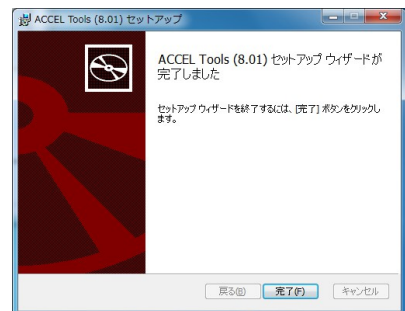 ACCEL Tools (8.01) セットアップ
ACCEL Tools (8.01) セットアップ ウィザードが
完了しました
セットアップ ウィザードを終了するには、[完了] ボタンをクリックし
ます。
戻る(B) 完了(F) キャンセル